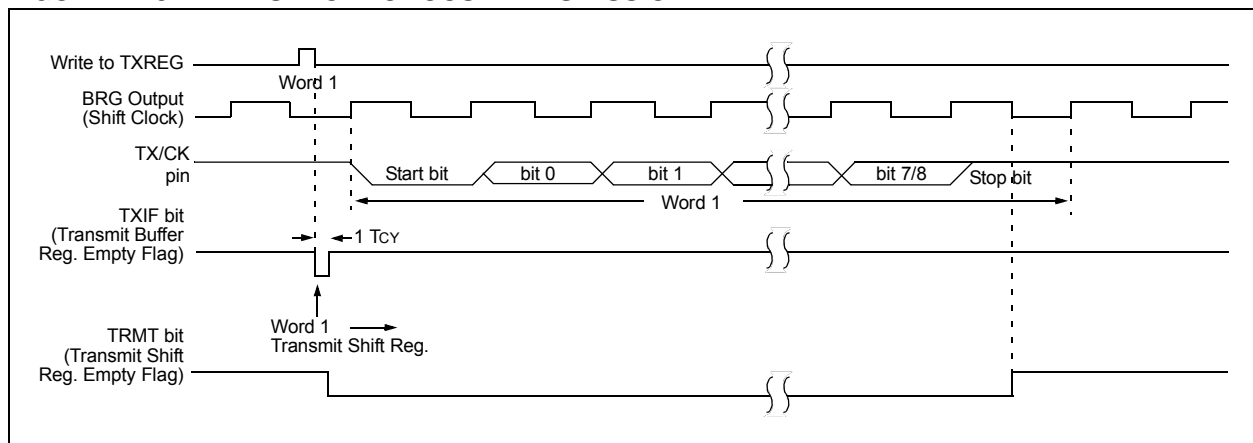 Write to TXREG
Word 1
BRG Output
(Shift Clock)
TX/CK
pin
Start bit
bit 0
bit 1
bit 7/8
Stop bit
Word 1
TXIF bit
(Transmit Buffer
Reg. Empty Flag)
1 TCY
Word 1
Transmit Shift Reg.
TRMT bit
(Transmit Shift
Reg. Empty Flag)